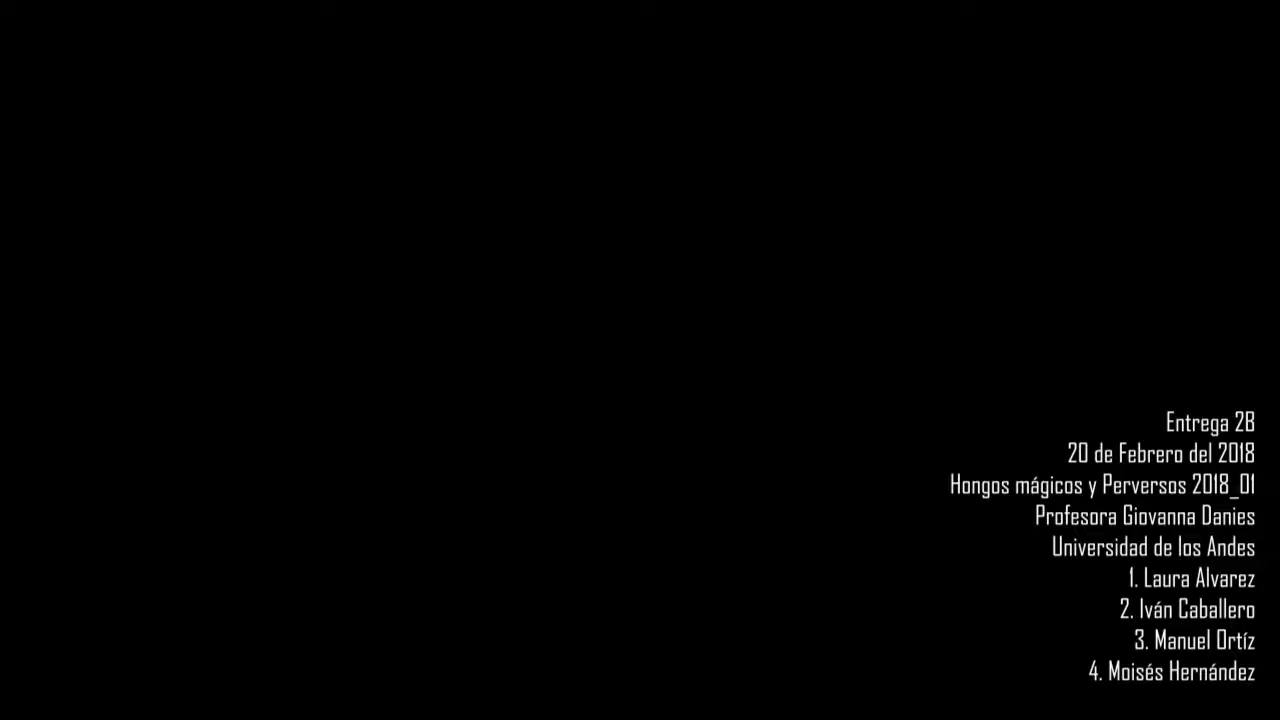 Entrega 2B
20 de Febrero del 2018
Hongos mágicos y Perversos 2018_01
Profesora Giovanna Danies
Universidad de los Andes
1. Laura Alvarez
2. Iván Caballero
3. Manuel Ortíz
4. Moisés Hernández